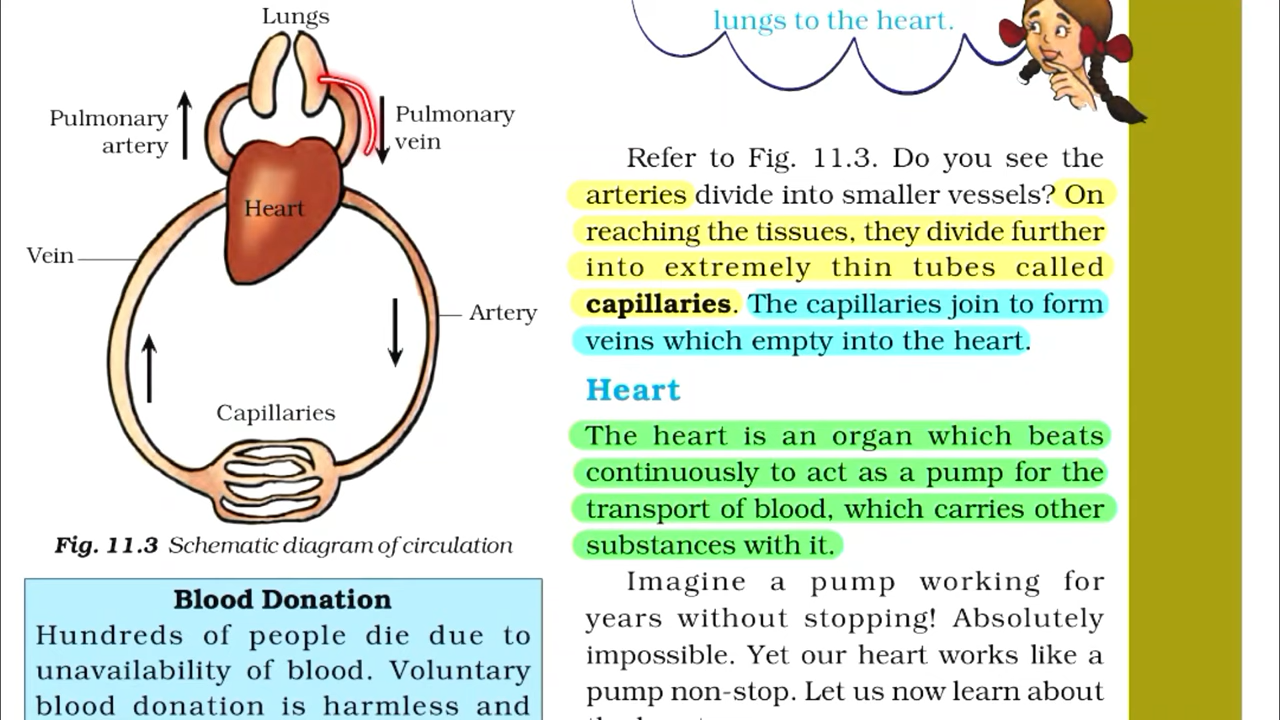 Lungs
Pulmonary
artery
Pulmonary
vein
Heart
Vein
Artery
Capillaries
Fig. 11.3 Schematic diagram of circulation
Blood Donation
Hundreds of people die due to
unavailability of blood. Voluntary
blood donation is harmless and
lungs to the heart.
Refer to Fig. 11.3. Do you see the
arteries divide into smaller vessels? On
reaching the tissues, they divide further
into extremely thin tubes called
capillaries. The capillaries join to form
veins which empty into the heart.
Heart
The heart is an organ which beats
continuously to act as a pump for the
transport of blood, which carries other
substances with it.
Imagine a pump working for
years without stopping! Absolutely
impossible. Yet our heart works like a
pump non-stop. Let us now learn about